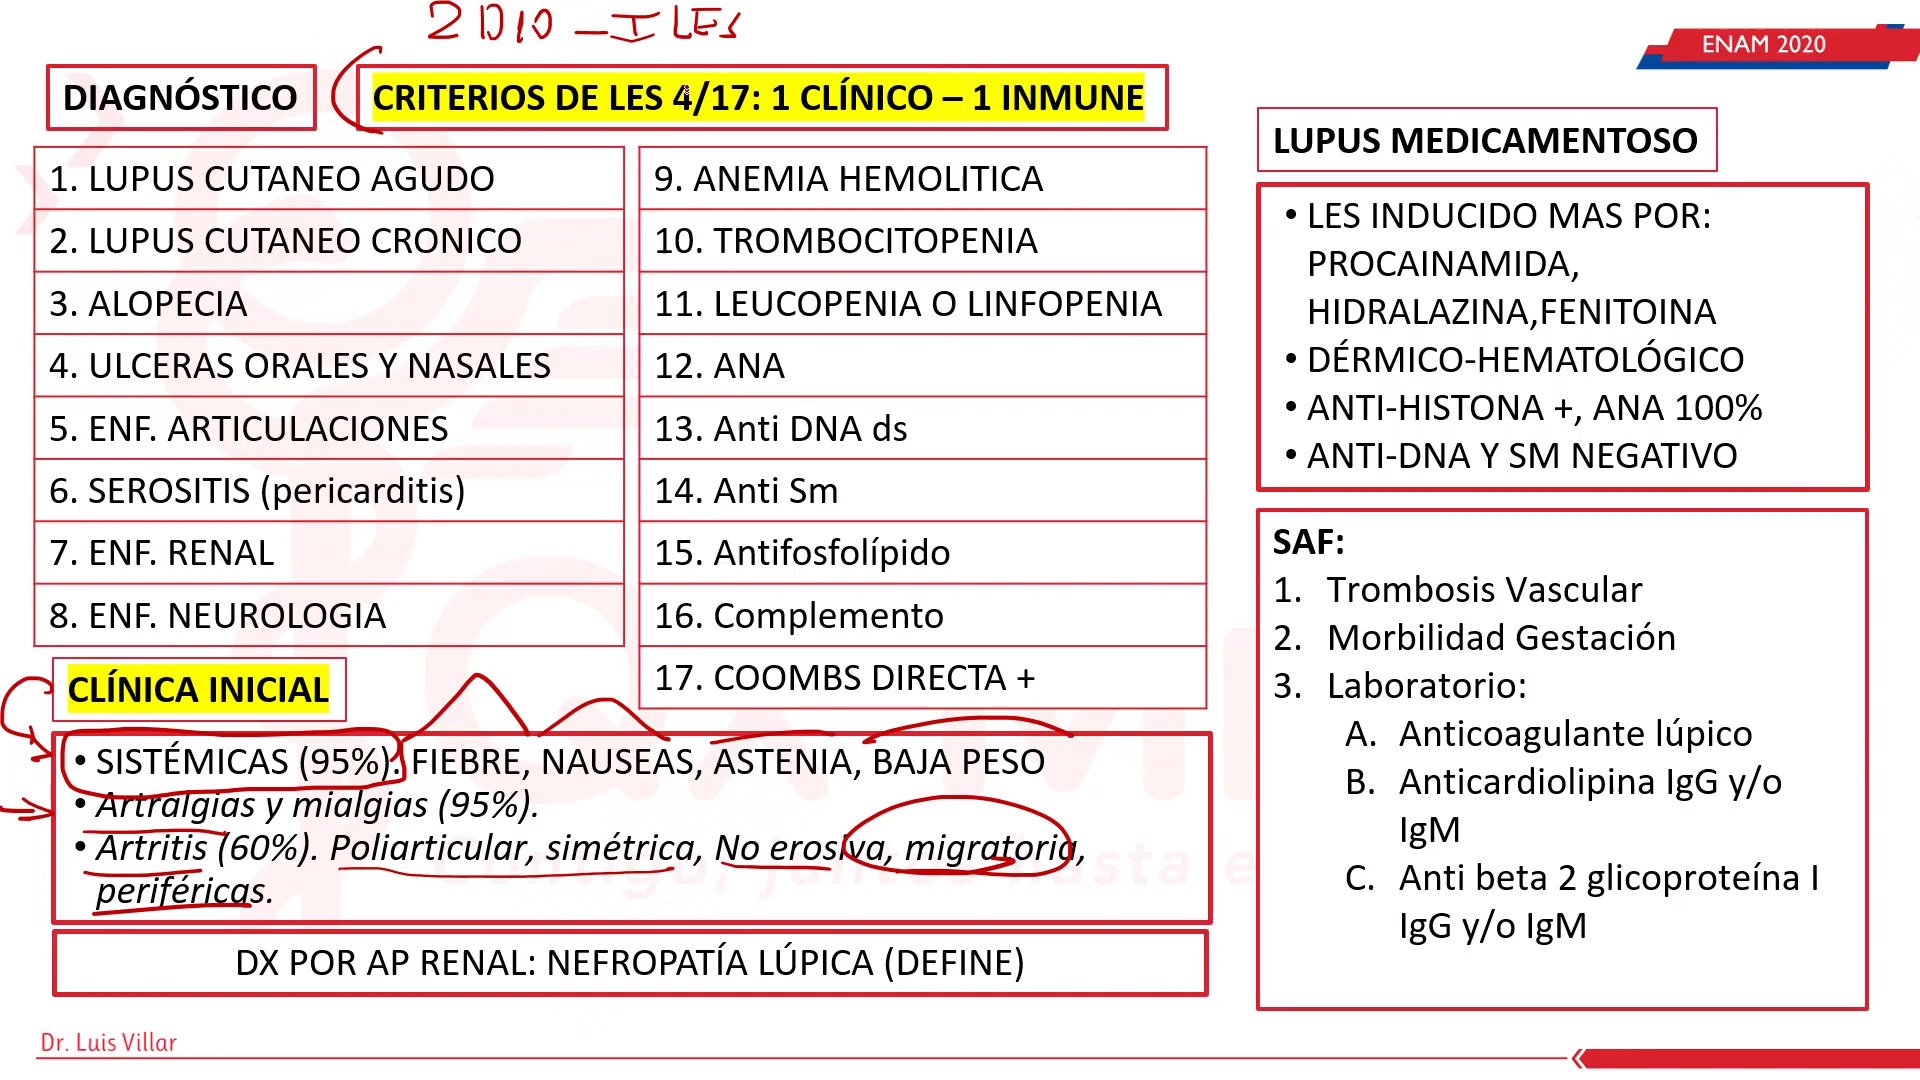 ENAM 2020
DIAGNÓSTICO
CRITERIOS DE LES 4/17: 1 CLÍNICO – 1 INMUNE
1. LUPUS CUTANEO AGUDO
2. LUPUS CUTANEO CRONICO
3. ALOPECIA
4. ULCERAS ORALES Y NASALES
5. ENF. ARTICULACIONES
6. SEROSITIS (pericarditis)
7. ENF. RENAL
8. ENF. NEUROLOGIA
9. ANEMIA HEMOLITICA
10. TROMBOCITOPENIA
11. LEUCOPENIA O LINFOPENIA
12. ANA
13. Anti DNA ds
14. Anti Sm
15. Antifosfolípido
16. Complemento
17. COOMBS DIRECTA +
CLÍNICA INICIAL
• SISTÉMICAS (95%): FIEBRE, NAUSEAS, ASTENIA, BAJA PESO
• Artralgias y mialgias (95%).
• Artritis (60%). Poliarticular, simétrica, No erosiva, migratoria,
periféricas.
DX POR AP RENAL: NEFROPATÍA LÚPICA (DEFINE)
LUPUS MEDICAMENTOSO
• LES INDUCIDO MAS POR:
PROCAINAMIDA,
HIDRALAZINA,FENITOINA
• DÉRMICO-HEMATOLÓGICO
• ANTI-HISTONA +, ANA 100%
• ANTI-DNA Y SM NEGATIVO
SAF:
1. Trombosis Vascular
2. Morbilidad Gestación
3. Laboratorio:
A. Anticoagulante lúpico
B. Anticardiolipina IgG y/o
IgM
C. Anti beta 2 glicoproteína I
IgG y/o IgM
Dr. Luis Villar